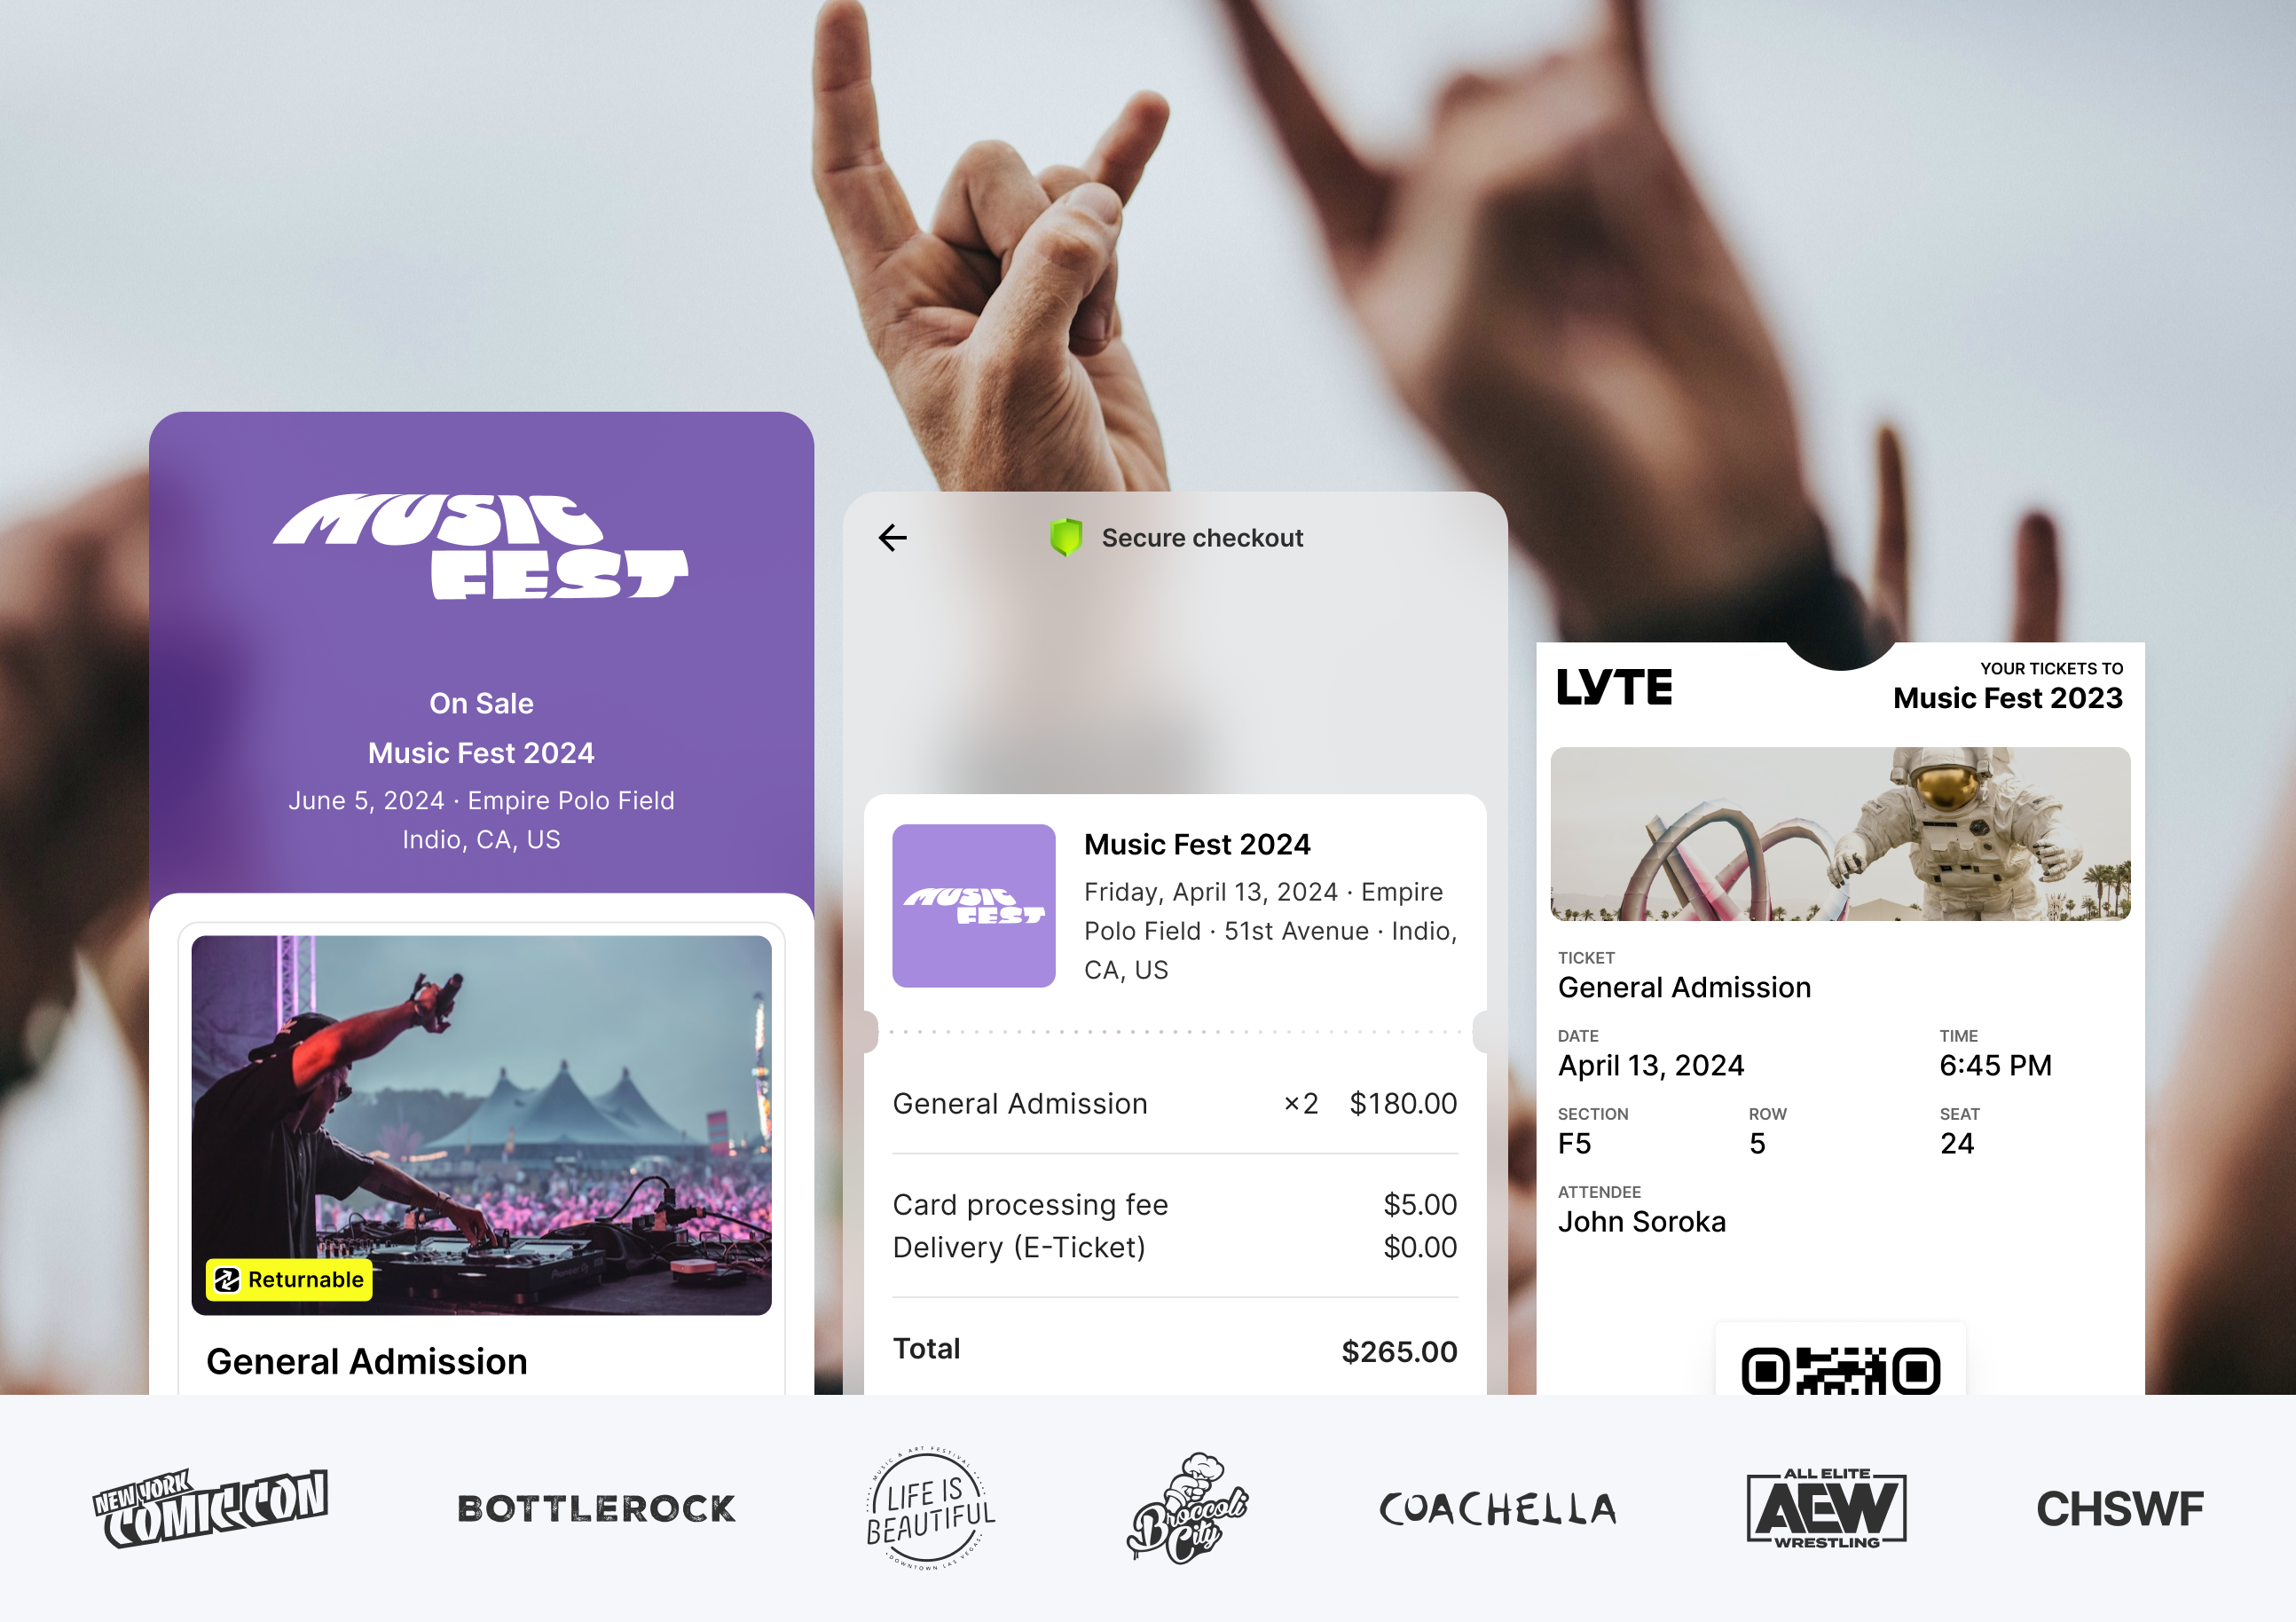 MUSIC
FEST
On Sale
Music Fest 2024
June 5, 2024 · Empire Polo Field
Indio, CA, US
Returnable
General Admission
Secure checkout
MUSIC
FEST
Music Fest 2024
Friday, April 13, 2024 · Empire
Polo Field · 51st Avenue · Indio,
CA, US
General Admission ×2 $180.00
Card processing fee $5.00
Delivery (E-Ticket) $0.00
Total $265.00
LYTE
YOUR TICKETS TO
Music Fest 2023
TICKET
General Admission
DATE TIME
April 13, 2024 6:45 PM
SECTION ROW SEAT
F5 5 24
ATTENDEE
John Soroka
NEW YORK
COMIC CON
BOTTLEROCK
MUSIC & ART FESTIVAL
LIFE IS
BEAUTIFUL
DOWNTOWN LAS VEGAS
Broccoli
City
COACHELLA
ALL ELITE
AEW
WRESTLING
CHSWF